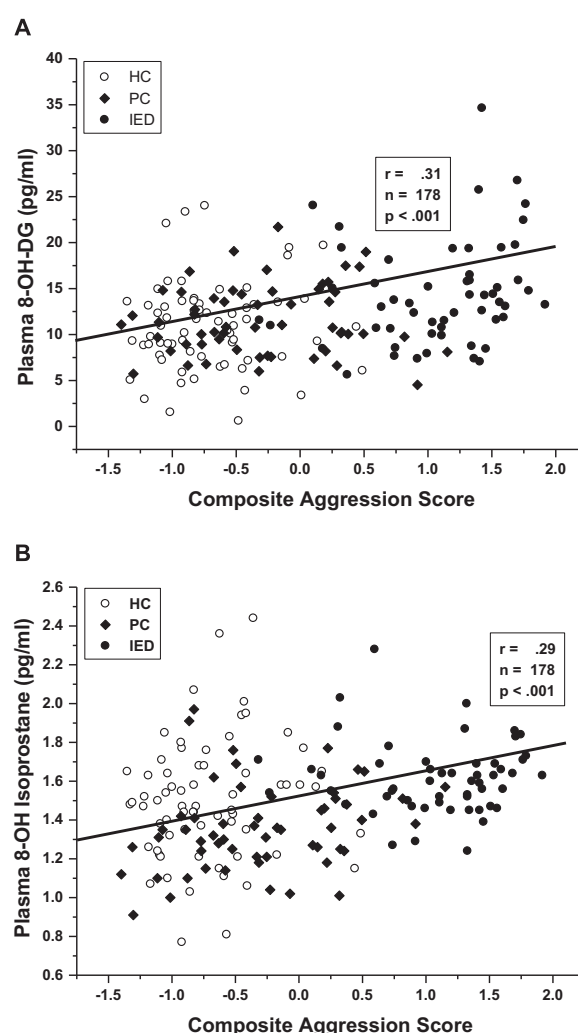 A
40
35
30
25
20
15
10
5
0
Plasma 8-OH-DG (pg/ml)
HC
PC
IED
r = .31
n = 178
p < .001
-1.5 -1.0 -0.5 0.0 0.5 1.0 1.5 2.0
Composite Aggression Score
B
2.6
2.4
2.2
2.0
1.8
1.6
1.4
1.2
1.0
0.8
0.6
Plasma 8-OH Isoprostane (pg/ml)
HC
PC
IED
r = .29
n = 178
p < .001
-1.5 -1.0 -0.5 0.0 0.5 1.0 1.5 2.0
Composite Aggression Score